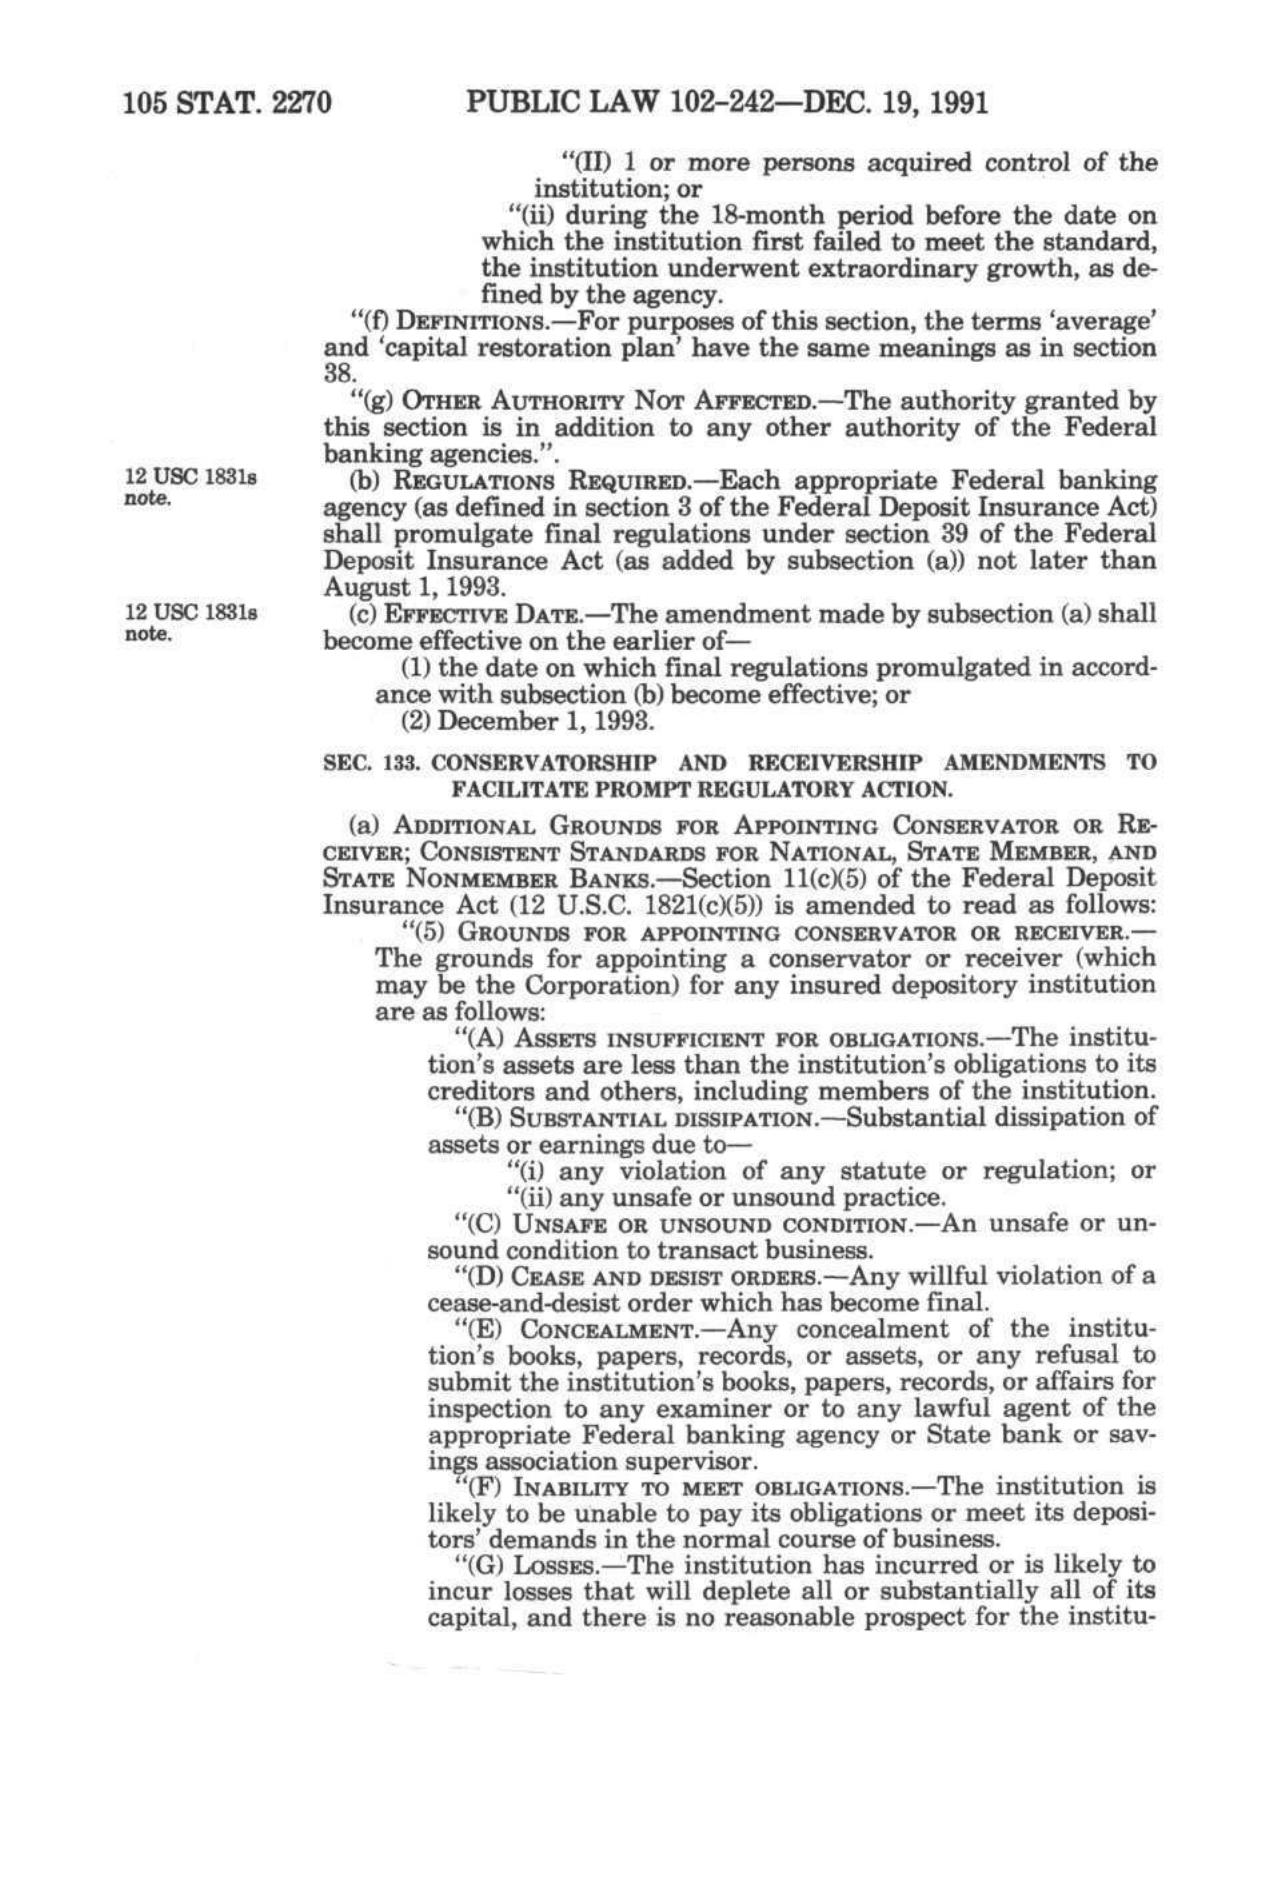 105 STAT. 2270 PUBLIC LAW 102-242—DEC. 19, 1991
"(II) 1 or more persons acquired control of the
institution; or
"(ii) during the 18-month period before the date on
which the institution first failed to meet the standard,
the institution underwent extraordinary growth, as de-
fined by the agency.
"(f) DEFINITIONS.—For purposes of this section, the terms 'average'
and 'capital restoration plan' have the same meanings as in section
38.
"(g) OTHER AUTHORITY NOT AFFECTED.—The authority granted by
this section is in addition to any other authority of the Federal
banking agencies.".
12 USC 1831s
note.
(b) REGULATIONS REQUIRED.—Each appropriate Federal banking
agency (as defined in section 3 of the Federal Deposit Insurance Act)
shall promulgate final regulations under section 39 of the Federal
Deposit Insurance Act (as added by subsection (a)) not later than
August 1, 1993.
12 USC 1831s
note.
(c) EFFECTIVE DATE.—The amendment made by subsection (a) shall
become effective on the earlier of—
(1) the date on which final regulations promulgated in accord-
ance with subsection (b) become effective; or
(2) December 1, 1993.
SEC. 133. CONSERVATORSHIP AND RECEIVERSHIP AMENDMENTS TO
FACILITATE PROMPT REGULATORY ACTION.
(a) ADDITIONAL GROUNDS FOR APPOINTING CONSERVATOR OR RE-
CEIVER; CONSISTENT STANDARDS FOR NATIONAL, STATE MEMBER, AND
STATE NONMEMBER BANKS.—Section 11(c)(5) of the Federal Deposit
Insurance Act (12 U.S.C. 1821(c)(5)) is amended to read as follows:
"(5) GROUNDS FOR APPOINTING CONSERVATOR OR RECEIVER.—
The grounds for appointing a conservator or receiver (which
may be the Corporation) for any insured depository institution
are as follows:
"(A) ASSETS INSUFFICIENT FOR OBLIGATIONS.—The institu-
tion's assets are less than the institution's obligations to its
creditors and others, including members of the institution.
"(B) SUBSTANTIAL DISSIPATION.—Substantial dissipation of
assets or earnings due to—
"(i) any violation of any statute or regulation; or
"(ii) any unsafe or unsound practice.
"(C) UNSAFE OR UNSOUND CONDITION.—An unsafe or un-
sound condition to transact business.
"(D) CEASE AND DESIST ORDERS.—Any willful violation of a
cease-and-desist order which has become final.
"(E) CONCEALMENT.—Any concealment of the institu-
tion's books, papers, records, or assets, or any refusal to
submit the institution's books, papers, records, or affairs for
inspection to any examiner or to any lawful agent of the
appropriate Federal banking agency or State bank or sav-
ings association supervisor.
"(F) INABILITY TO MEET OBLIGATIONS.—The institution is
likely to be unable to pay its obligations or meet its deposi-
tors' demands in the normal course of business.
"(G) LOSSES.—The institution has incurred or is likely to
incur losses that will deplete all or substantially all of its
capital, and there is no reasonable prospect for the institu-